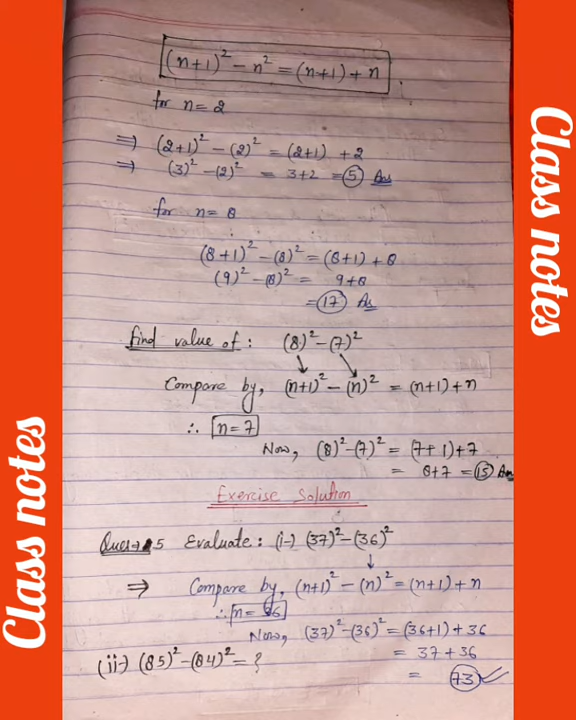 (n+1)² - n² = (n+1) + n
for n = 2
⇒ (2+1)² - (2)² = (2+1) + 2
⇒ (3)² - (2)² = 3+2 = 5 Ans
for n = 8
(8+1)² - (8)² = (8+1) + 8
(9)² - (8)² = 9+8
= 17 As
find value of : (8)² - (7)²
Compare by, (n+1)² - (n)² = (n+1) + n
∴ n = 7
Now, (8)² - (7)² = (7+1) + 7
= 8+7 = 15 Ans
Exercise Solution
Ques→ 5 Evaluate : (i-) (37)² - (36)²
⇒ Compare by, (n+1)² - (n)² = (n+1) + n
∴ n = 36
Now, (37)² - (36)² = (36+1) + 36
= 37 + 36
= 73
(ii-) (85)² - (84)² = ?
Class notes
Class notes